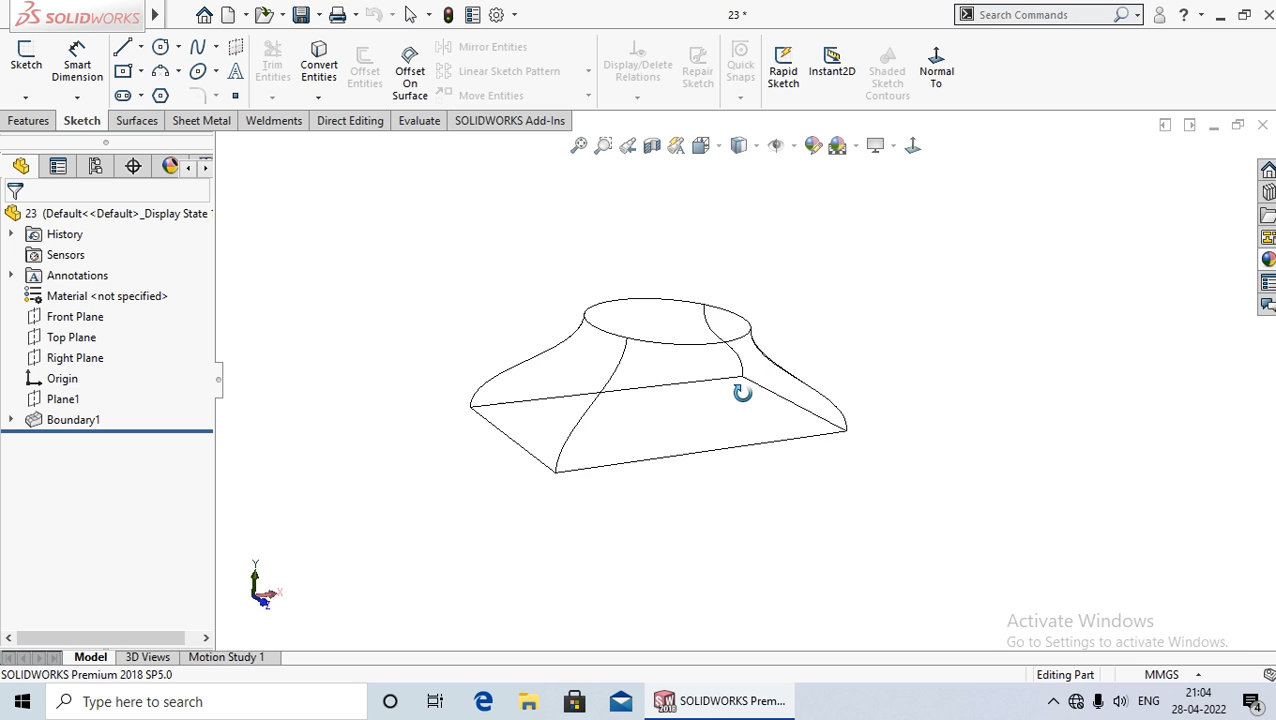 SOLIDWORKS
23 *
Search Commands
?
Sketch
Smart Dimension
Trim Entities
Convert Entities
Offset Entities
Offset On Surface
Mirror Entities
Linear Sketch Pattern
Move Entities
Display/Delete Relations
Repair Sketch
Quick Snaps
Rapid Sketch
Instant2D
Shaded Sketch Contours
Normal To
Features
Sketch
Surfaces
Sheet Metal
Weldments
Direct Editing
Evaluate
SOLIDWORKS Add-Ins
23 (Default<<Default>_Display State
History
Sensors
Annotations
Material <not specified>
Front Plane
Top Plane
Right Plane
Origin
Plane1
Boundary1
Y
X
Z
Activate Windows
Go to Settings to activate Windows.
Model
3D Views
Motion Study 1
SOLIDWORKS Premium 2018 SP5.0
Editing Part
MMGS
Type here to search
SOLIDWORKS Prem...
ENG
21:04
28-04-2022
4